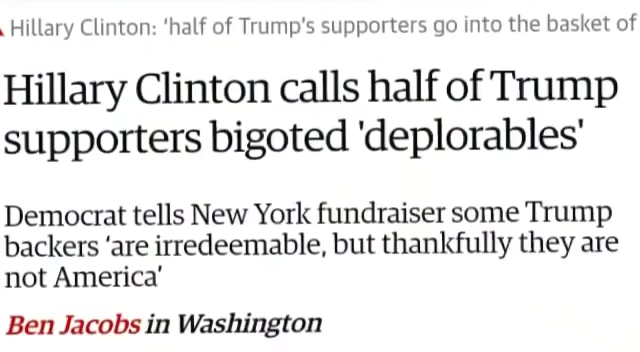 Hillary Clinton: 'half of Trump's supporters go into the basket of
Hillary Clinton calls half of Trump
supporters bigoted 'deplorables'
Democrat tells New York fundraiser some Trump
backers 'are irredeemable, but thankfully they are
not America'
Ben Jacobs in Washington